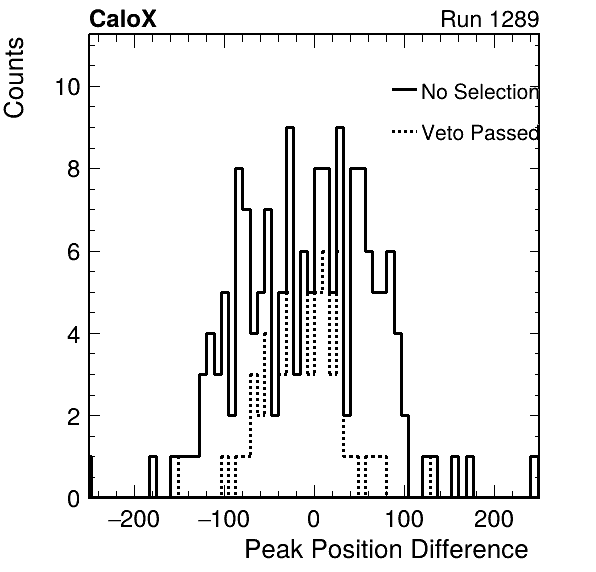 CaloX Run 1289
Counts
10
No Selection
Veto Passed
8
6
4
2
0
−200 −100 0 100 200
Peak Position Difference